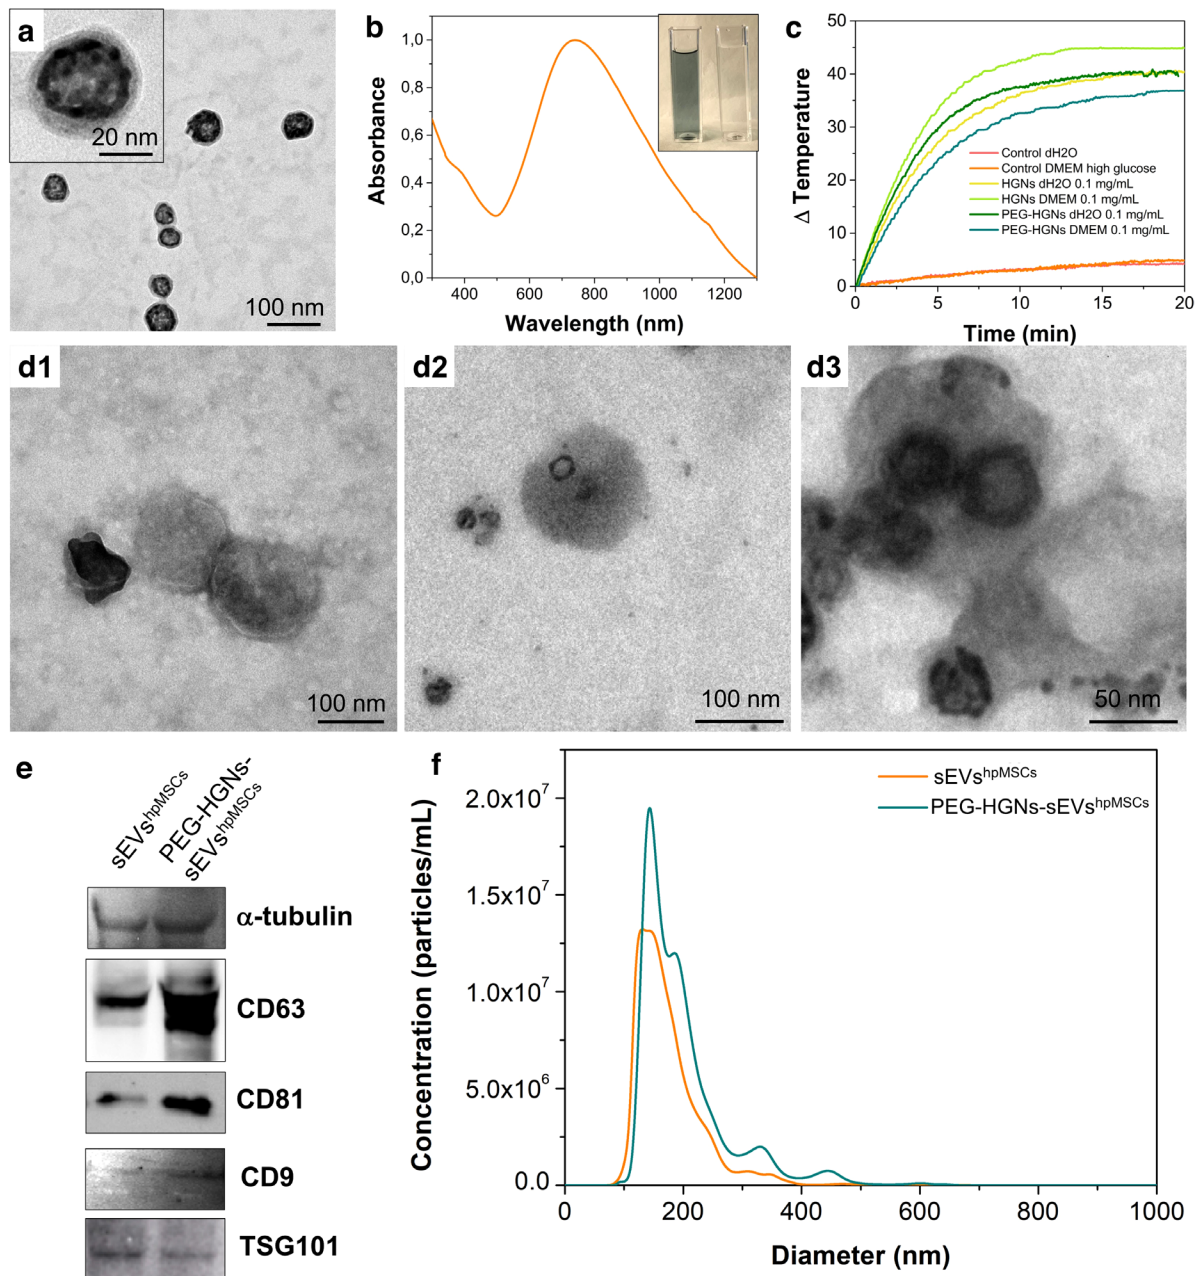 a
20 nm
100 nm
b
Absorbance
1,0
0,8
0,6
0,4
0,2
0,0
400
600
800
1000
1200
Wavelength (nm)
c
Δ Temperature
50
40
30
20
10
0
0
5
10
15
20
Time (min)
Control dH2O
Control DMEM high glucose
HGNs dH2O 0.1 mg/mL
HGNs DMEM 0.1 mg/mL
PEG-HGNs dH2O 0.1 mg/mL
PEG-HGNs DMEM 0.1 mg/mL
d1
100 nm
d2
100 nm
d3
50 nm
e
sEVshpMSCs
PEG-HGNs-
sEVshpMSCs
α-tubulin
CD63
CD81
CD9
TSG101
f
Concentration (particles/mL)
2.0x10⁷
1.5x10⁷
1.0x10⁷
5.0x10⁶
0.0
0
200
400
600
800
1000
Diameter (nm)
sEVshpMSCs
PEG-HGNs-sEVshpMSCs